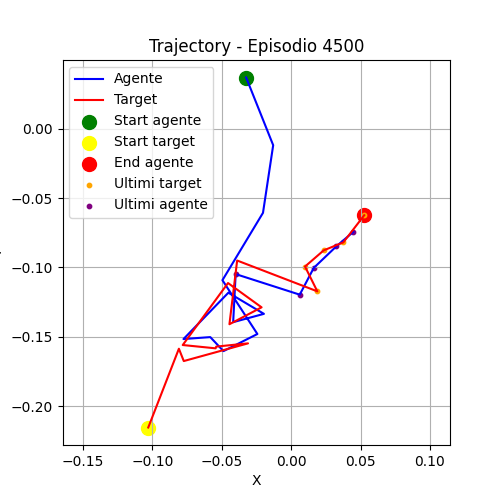 Trajectory - Episodio 4500
Agente
Target
Start agente
Start target
End agente
Ultimi target
Ultimi agente
0.00
−0.05
−0.10
−0.15
−0.20
−0.15
−0.10
−0.05
0.00
0.05
0.10
X